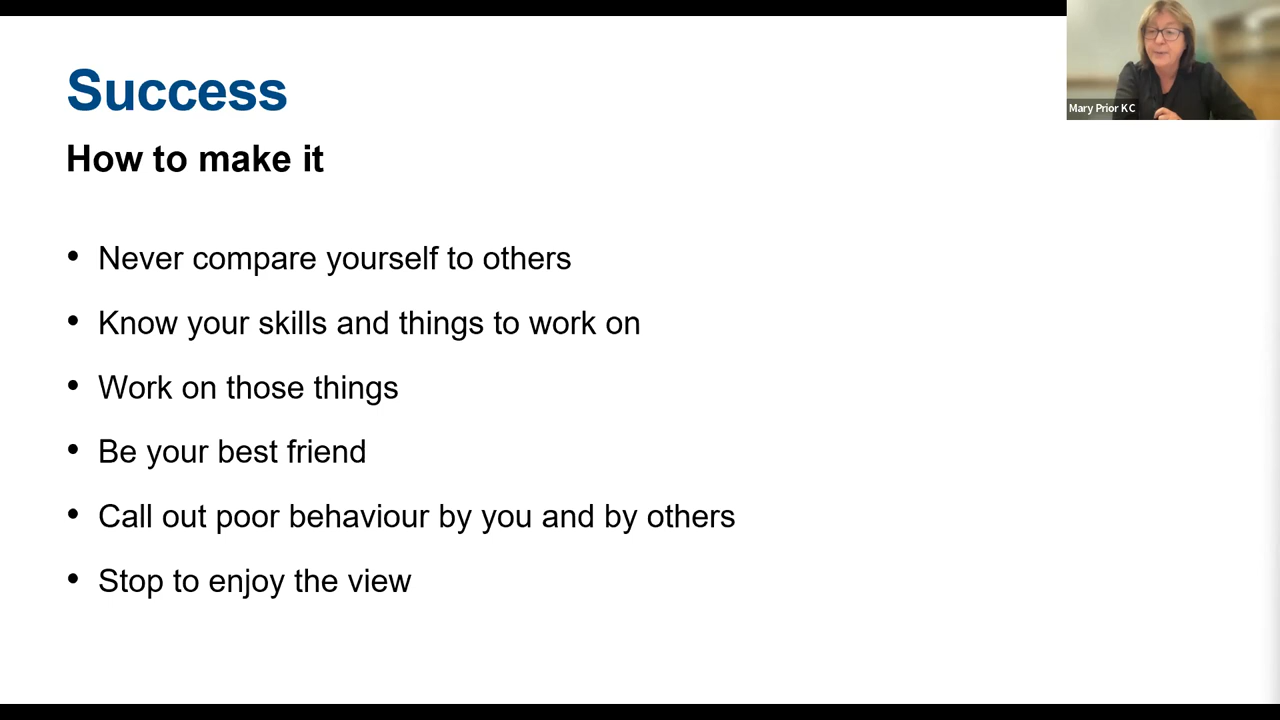 Success
How to make it
• Never compare yourself to others
• Know your skills and things to work on
• Work on those things
• Be your best friend
• Call out poor behaviour by you and by others
• Stop to enjoy the view
Mary Prior KC